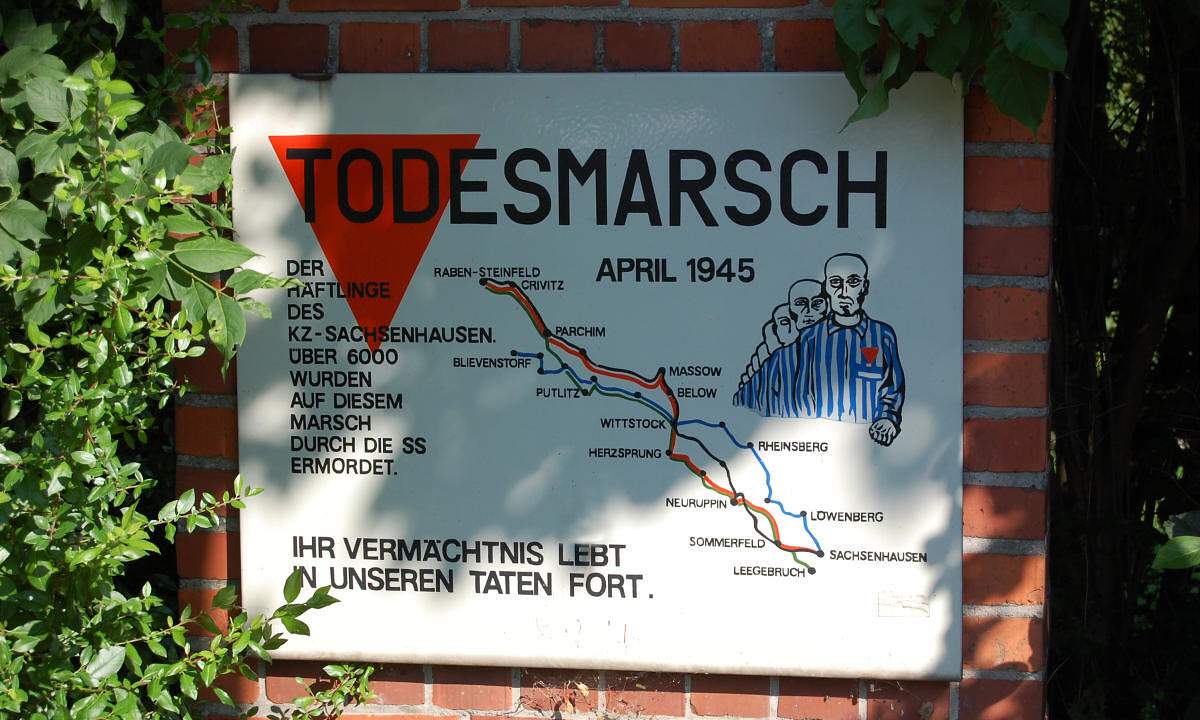 TODESMARSCH
APRIL 1945
DER
HÄFTLINGE
DES
KZ-SACHSENHAUSEN.
ÜBER 6000
WURDEN
AUF DIESEM
MARSCH
DURCH DIE SS
ERMORDET.
RABEN-STEINFELD
CRIVITZ
PARCHIM
BLIEVENSTORF
MASSOW
PUTLITZ
BELOW
WITTSTOCK
RHEINSBERG
HERZSPRUNG
NEURUPPIN
LÖWENBERG
SOMMERFELD
SACHSENHAUSEN
LEEGEBRUCH
IHR VERMÄCHTNIS LEBT
IN UNSEREN TATEN FORT.